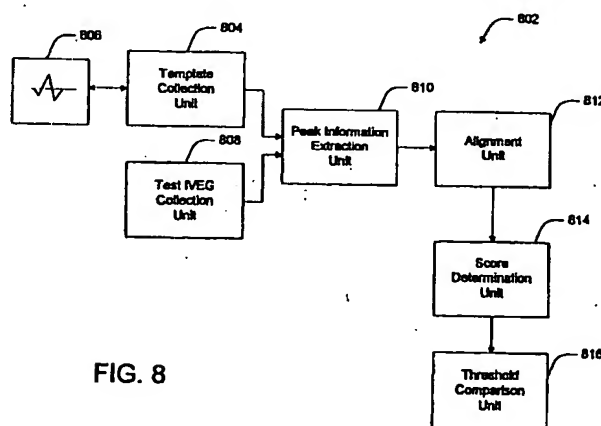 802
806
804
Template
Collection
Unit
810
Peak Information
Extraction
Unit
812
Alignment
Unit
808
Test IVEG
Collection
Unit
814
Score
Determination
Unit
816
Threshold
Comparison
Unit
FIG. 8